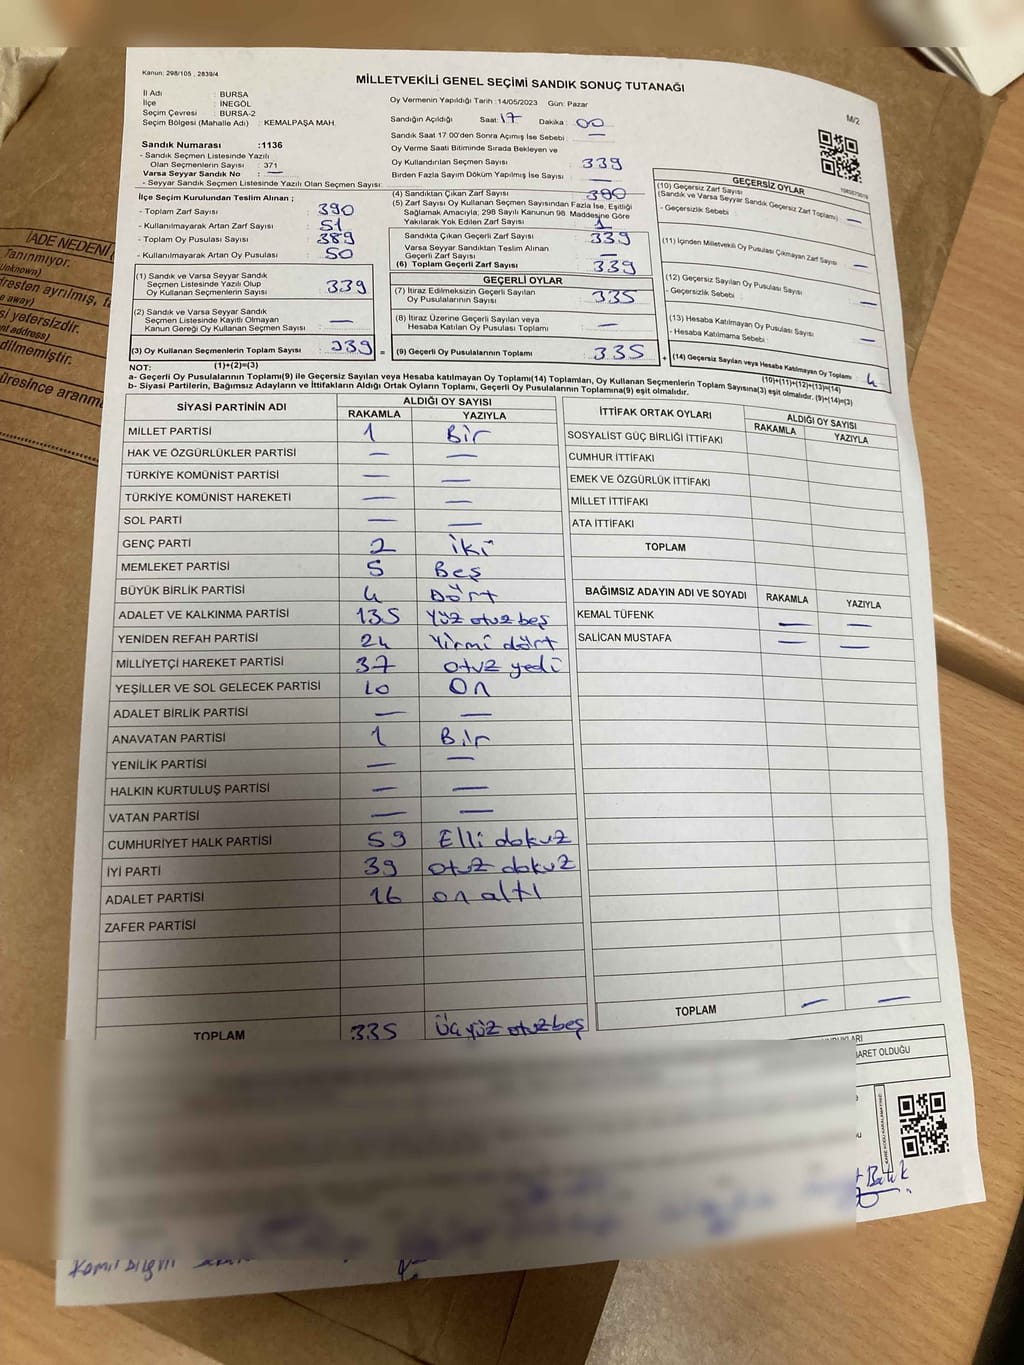 Kanun: 298/105 , 2839/4
MİLLETVEKİLİ GENEL SEÇİMİ SANDIK SONUÇ TUTANAĞI
M/2
İl Adı : BURSA
İlçe : İNEGÖL
Seçim Çevresi : BURSA-2
Seçim Bölgesi (Mahalle Adı) : KEMALPAŞA MAH.
Sandık Numarası :1136
- Sandık Seçmen Listesinde Yazılı
Olan Seçmenlerin Sayısı : 371
Varsa Seyyar Sandık No : —
- Seyyar Seçmen Listesinde Yazılı Olan Seçmen Sayısı:
Oy Vermenin Yapıldığı Tarih :14/05/2023 Gün: Pazar
Sandığın Açıldığı Saat: 17 Dakika : 00
Sandık Saat 17 00'den Sonra Açımış İse Sebebi : —
Oy Verme Saati Bitiminde Sırada Bekleyen ve
Oy Kullandırılan Seçmen Sayısı : 339
Birden Fazla Sayım Döküm Yapılmış İse Sayısı : —
İlçe Seçim Kurulundan Teslim Alınan ;
- Toplam Zarf Sayısı : 390
- Kullanılmayarak Artan Zarf Sayısı : 51
- Toplam Oy Pusulası Sayısı : 389
- Kullanılmayarak Artan Oy Pusulası : 50
(1) Sandık ve Varsa Seyyar Sandık
Seçmen Listesinde Yazılı Olup
Oy Kullanan Seçmenlerin Sayısı : 339
(2) Sandık ve Varsa Seyyar Sandık
Seçmen Listesinde Kayıtlı Olmayan
Kanun Gereği Oy Kullanan Seçmen Sayısı : —
(3) Oy Kullanan Seçmenlerin Toplam Sayısı : 339 =
(4) Sandıktan Çıkan Zarf Sayısı : 390
(5) Zarf Sayısı Oy Kullanan Seçmen Sayısından Fazla İse, Eşitliği
Sağlamak Amacıyla, 298 Sayılı Kanunun 98. Maddesine Göre
Yakılarak Yok Edilen Zarf Sayısı : 1
Sandıkta Çıkan Geçerli Zarf Sayısı : 339
Varsa Seyyar Sandıktan Teslim Alınan
Geçerli Zarf Sayısı : —
(6) Toplam Geçerli Zarf Sayısı : 339
GEÇERLİ OYLAR
(7) İtiraz Edilmeksizin Geçerli Sayılan
Oy Pusulalarının Sayısı : 335
(8) İtiraz Üzerine Geçerli Sayılan veya
Hesaba Katılan Oy Pusulası Toplamı : —
(9) Geçerli Oy Pusulalarının Toplamı : 335 +
GEÇERSİZ OYLAR
(10) Geçersiz Zarf Sayısı
(Sandık ve Varsa Seyyar Sandık Geçersiz Zarf Toplamı) : —
- Geçersizlik Sebebi :
(11) İçinden Milletvekili Oy Pusulası Çıkmayan Zarf Sayısı : —
(12) Geçersiz Sayılan Oy Pusulası Sayısı : —
- Geçersizlik Sebebi :
(13) Hesaba Katılmayan Oy Pusulası Sayısı
- Hesaba Katılmama Sebebi : —
(14) Geçersiz Sayılan veya Hesaba Katılmayan Oy Toplamı : 4
NOT: (1)+(2)=(3) (10)+(11)+(12)+(13)=(14)
a- Geçerli Oy Pusulalarının Toplamı(9) ile Geçersiz Sayılan veya Hesaba Katılmayan Oy Toplamı(14) Toplamları, Oy Kullanan Seçmenlerin Toplam Sayısına(3) eşit olmalıdır. (9)+(14)=(3)
b- Siyasi Partilerin, Bağımsız Adayların ve İttifakların Aldığı Ortak Oyların Toplamı, Geçerli Oy Pusulalarının Toplamına(9) eşit olmalıdır.
SİYASİ PARTİNİN ADI ALDIĞI OY SAYISI
RAKAMLA YAZIYLA
MİLLET PARTİSİ 1 Bir
HAK VE ÖZGÜRLÜKLER PARTİSİ — —
TÜRKİYE KOMÜNİST PARTİSİ — —
TÜRKİYE KOMÜNİST HAREKETİ — —
SOL PARTİ — —
GENÇ PARTİ 2 iki
MEMLEKET PARTİSİ 5 Beş
BÜYÜK BİRLİK PARTİSİ 4 Dört
ADALET VE KALKINMA PARTİSİ 135 Yüz otuz beş
YENİDEN REFAH PARTİSİ 24 Yirmi dört
MİLLİYETÇİ HAREKET PARTİSİ 37 otuz yedi
YEŞİLLER VE SOL GELECEK PARTİSİ 10 On
ADALET BİRLİK PARTİSİ — —
ANAVATAN PARTİSİ 1 Bir
YENİLİK PARTİSİ — —
HALKIN KURTULUŞ PARTİSİ — —
VATAN PARTİSİ — —
CUMHURİYET HALK PARTİSİ 59 Elli dokuz
İYİ PARTİ 39 otuz dokuz
ADALET PARTİSİ 16 on altı
ZAFER PARTİSİ
TOPLAM 335 Üç yüz otuz beş
İTTİFAK ORTAK OYLARI ALDIĞI OY SAYISI
RAKAMLA YAZIYLA
SOSYALİST GÜÇ BİRLİĞİ İTTİFAKI
CUMHUR İTTİFAKI
EMEK VE ÖZGÜRLÜK İTTİFAKI
MİLLET İTTİFAKI
ATA İTTİFAKI
TOPLAM
BAĞIMSIZ ADAYIN ADI VE SOYADI RAKAMLA YAZIYLA
KEMAL TÜFENK — —
SALİCAN MUSTAFA — —
TOPLAM — —
ARET OLDUĞU
İADE NEDENİ
Tanınmıyor.
Unknown)
resten ayrılmış, ta
e away)
si yetersizdir.
nt address)
dilmemiştir.
üresince aranm